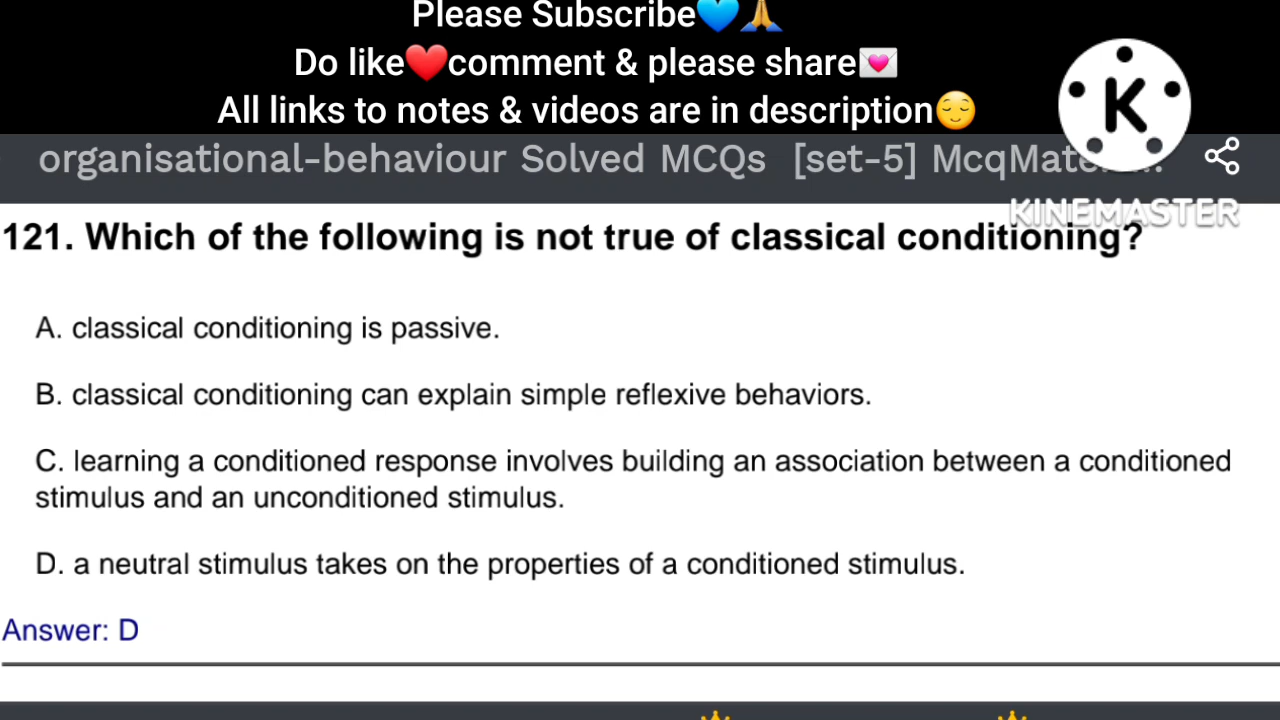 Please Subscribe💙🙏
Do like❤️comment & please share💌
All links to notes & videos are in description😌
K
organisational-behaviour Solved MCQs [set-5] McqMate...
KINEMASTER
121. Which of the following is not true of classical conditioning?
A. classical conditioning is passive.
B. classical conditioning can explain simple reflexive behaviors.
C. learning a conditioned response involves building an association between a conditioned
stimulus and an unconditioned stimulus.
D. a neutral stimulus takes on the properties of a conditioned stimulus.
Answer: D